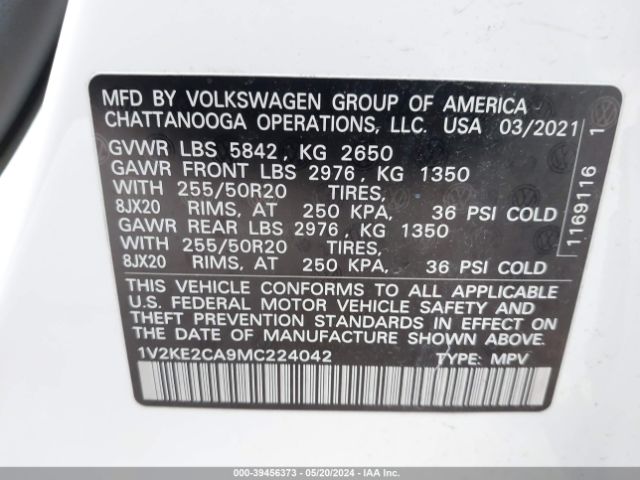 MFD BY VOLKSWAGEN GROUP OF AMERICA
CHATTANOOGA OPERATIONS, LLC. USA 03/2021
GVWR LBS 5842, KG 2650
GAWR FRONT LBS 2976, KG 1350
WITH 255/50R20 TIRES,
8JX20 RIMS, AT 250 KPA, 36 PSI COLD
GAWR REAR LBS 2976, KG 1350
WITH 255/50R20 TIRES,
8JX20 RIMS, AT 250 KPA, 36 PSI COLD
THIS VEHICLE CONFORMS TO ALL APPLICABLE
U.S. FEDERAL MOTOR VEHICLE SAFETY AND
THEFT PREVENTION STANDARDS IN EFFECT ON
THE DATE OF MANUFACTURE SHOWN ABOVE.
1V2KE2CA9MC224042 TYPE: MPV
1169116 1
000-39456373 - 05/20/2024 - IAA Inc.